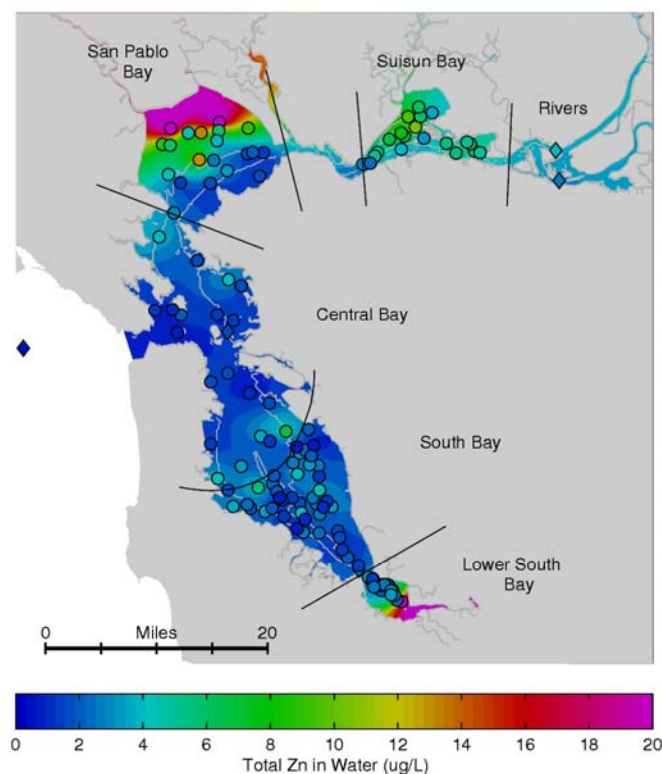 San Pablo
Bay
Suisun Bay
Rivers
Central Bay
South Bay
Lower South
Bay
0 Miles 20
0 2 4 6 8 10 12 14 16 18 20
Total Zn in Water (ug/L)